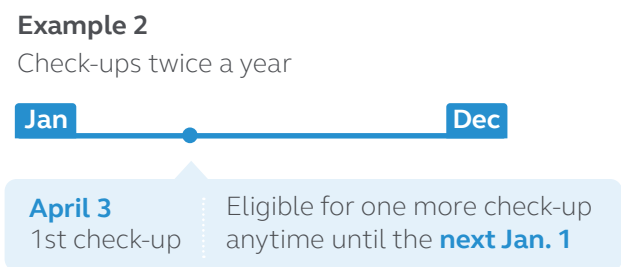 Example 2
Check-ups twice a year
Jan
Dec
April 3
1st check-up
Eligible for one more check-up
anytime until the next Jan. 1